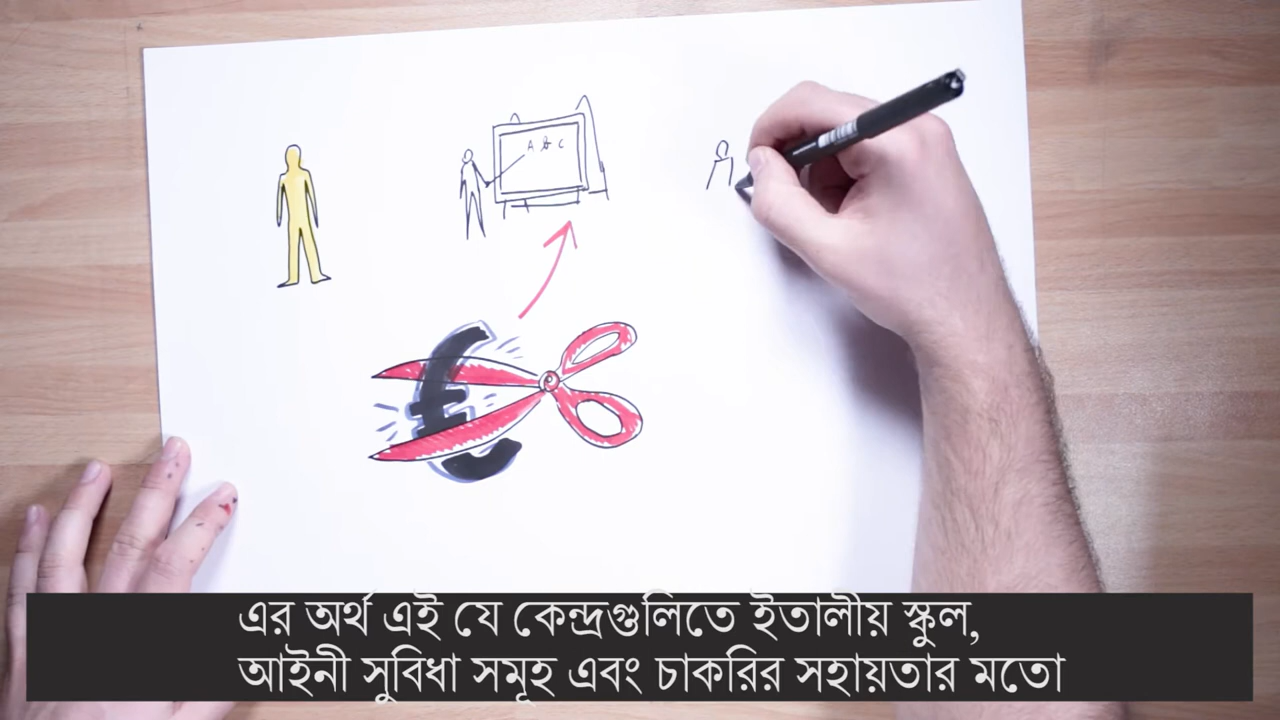 A b C
এর অর্থ এই যে কেন্দ্রগুলিতে ইতালীয় স্কুল,
আইনী সুবিধা সমূহ এবং চাকরির সহায়তার মতো